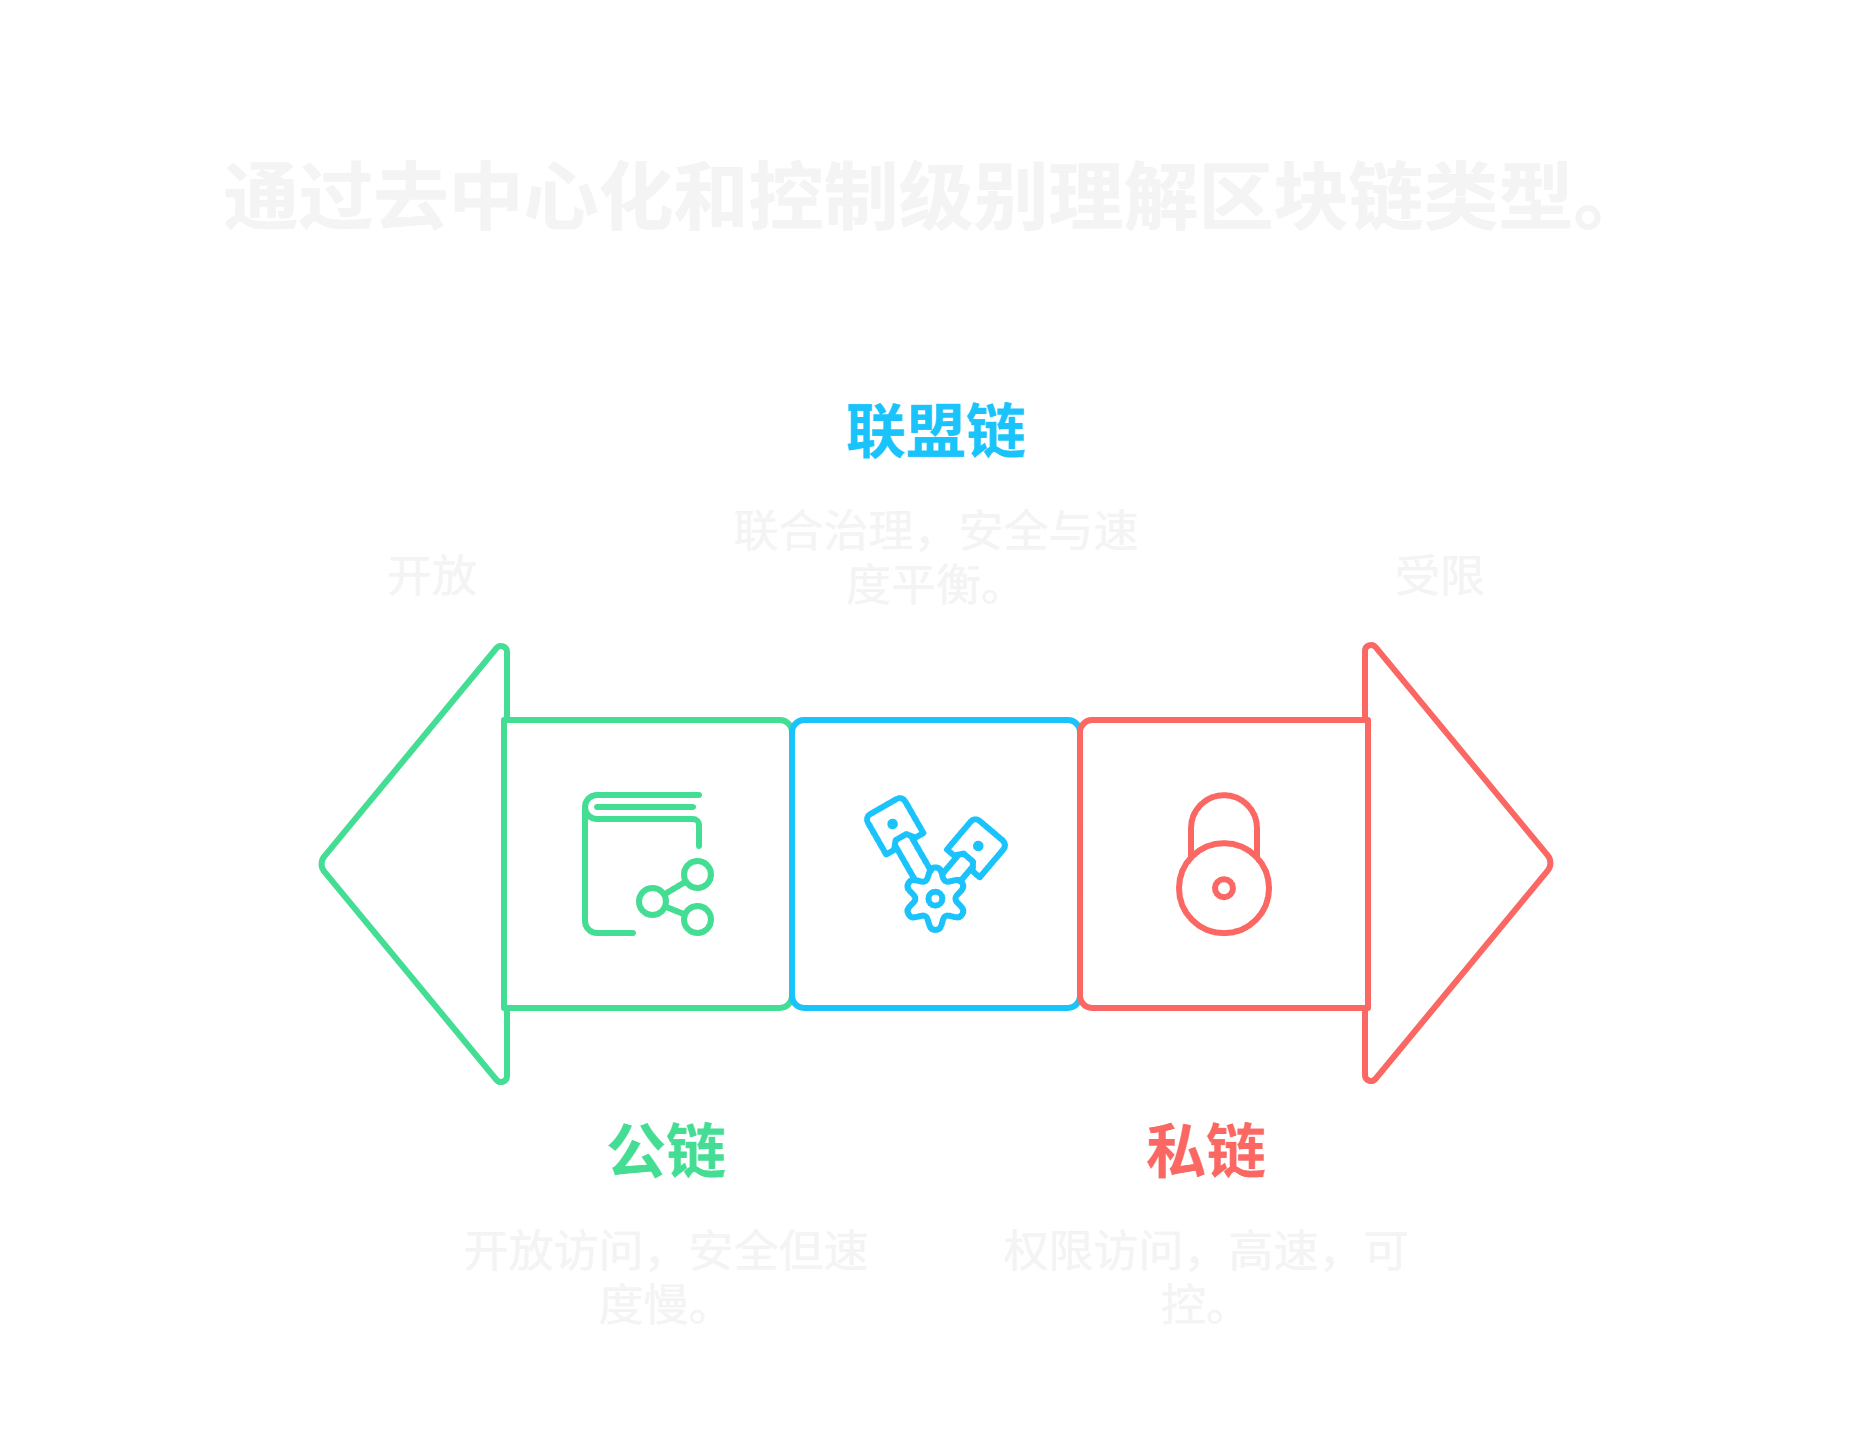 通过去中心化和控制级别理解区块链类型。
联盟链
联合治理，安全与速
度平衡。
开放
受限
公链
开放访问，安全但速
度慢。
私链
权限访问，高速，可
控。